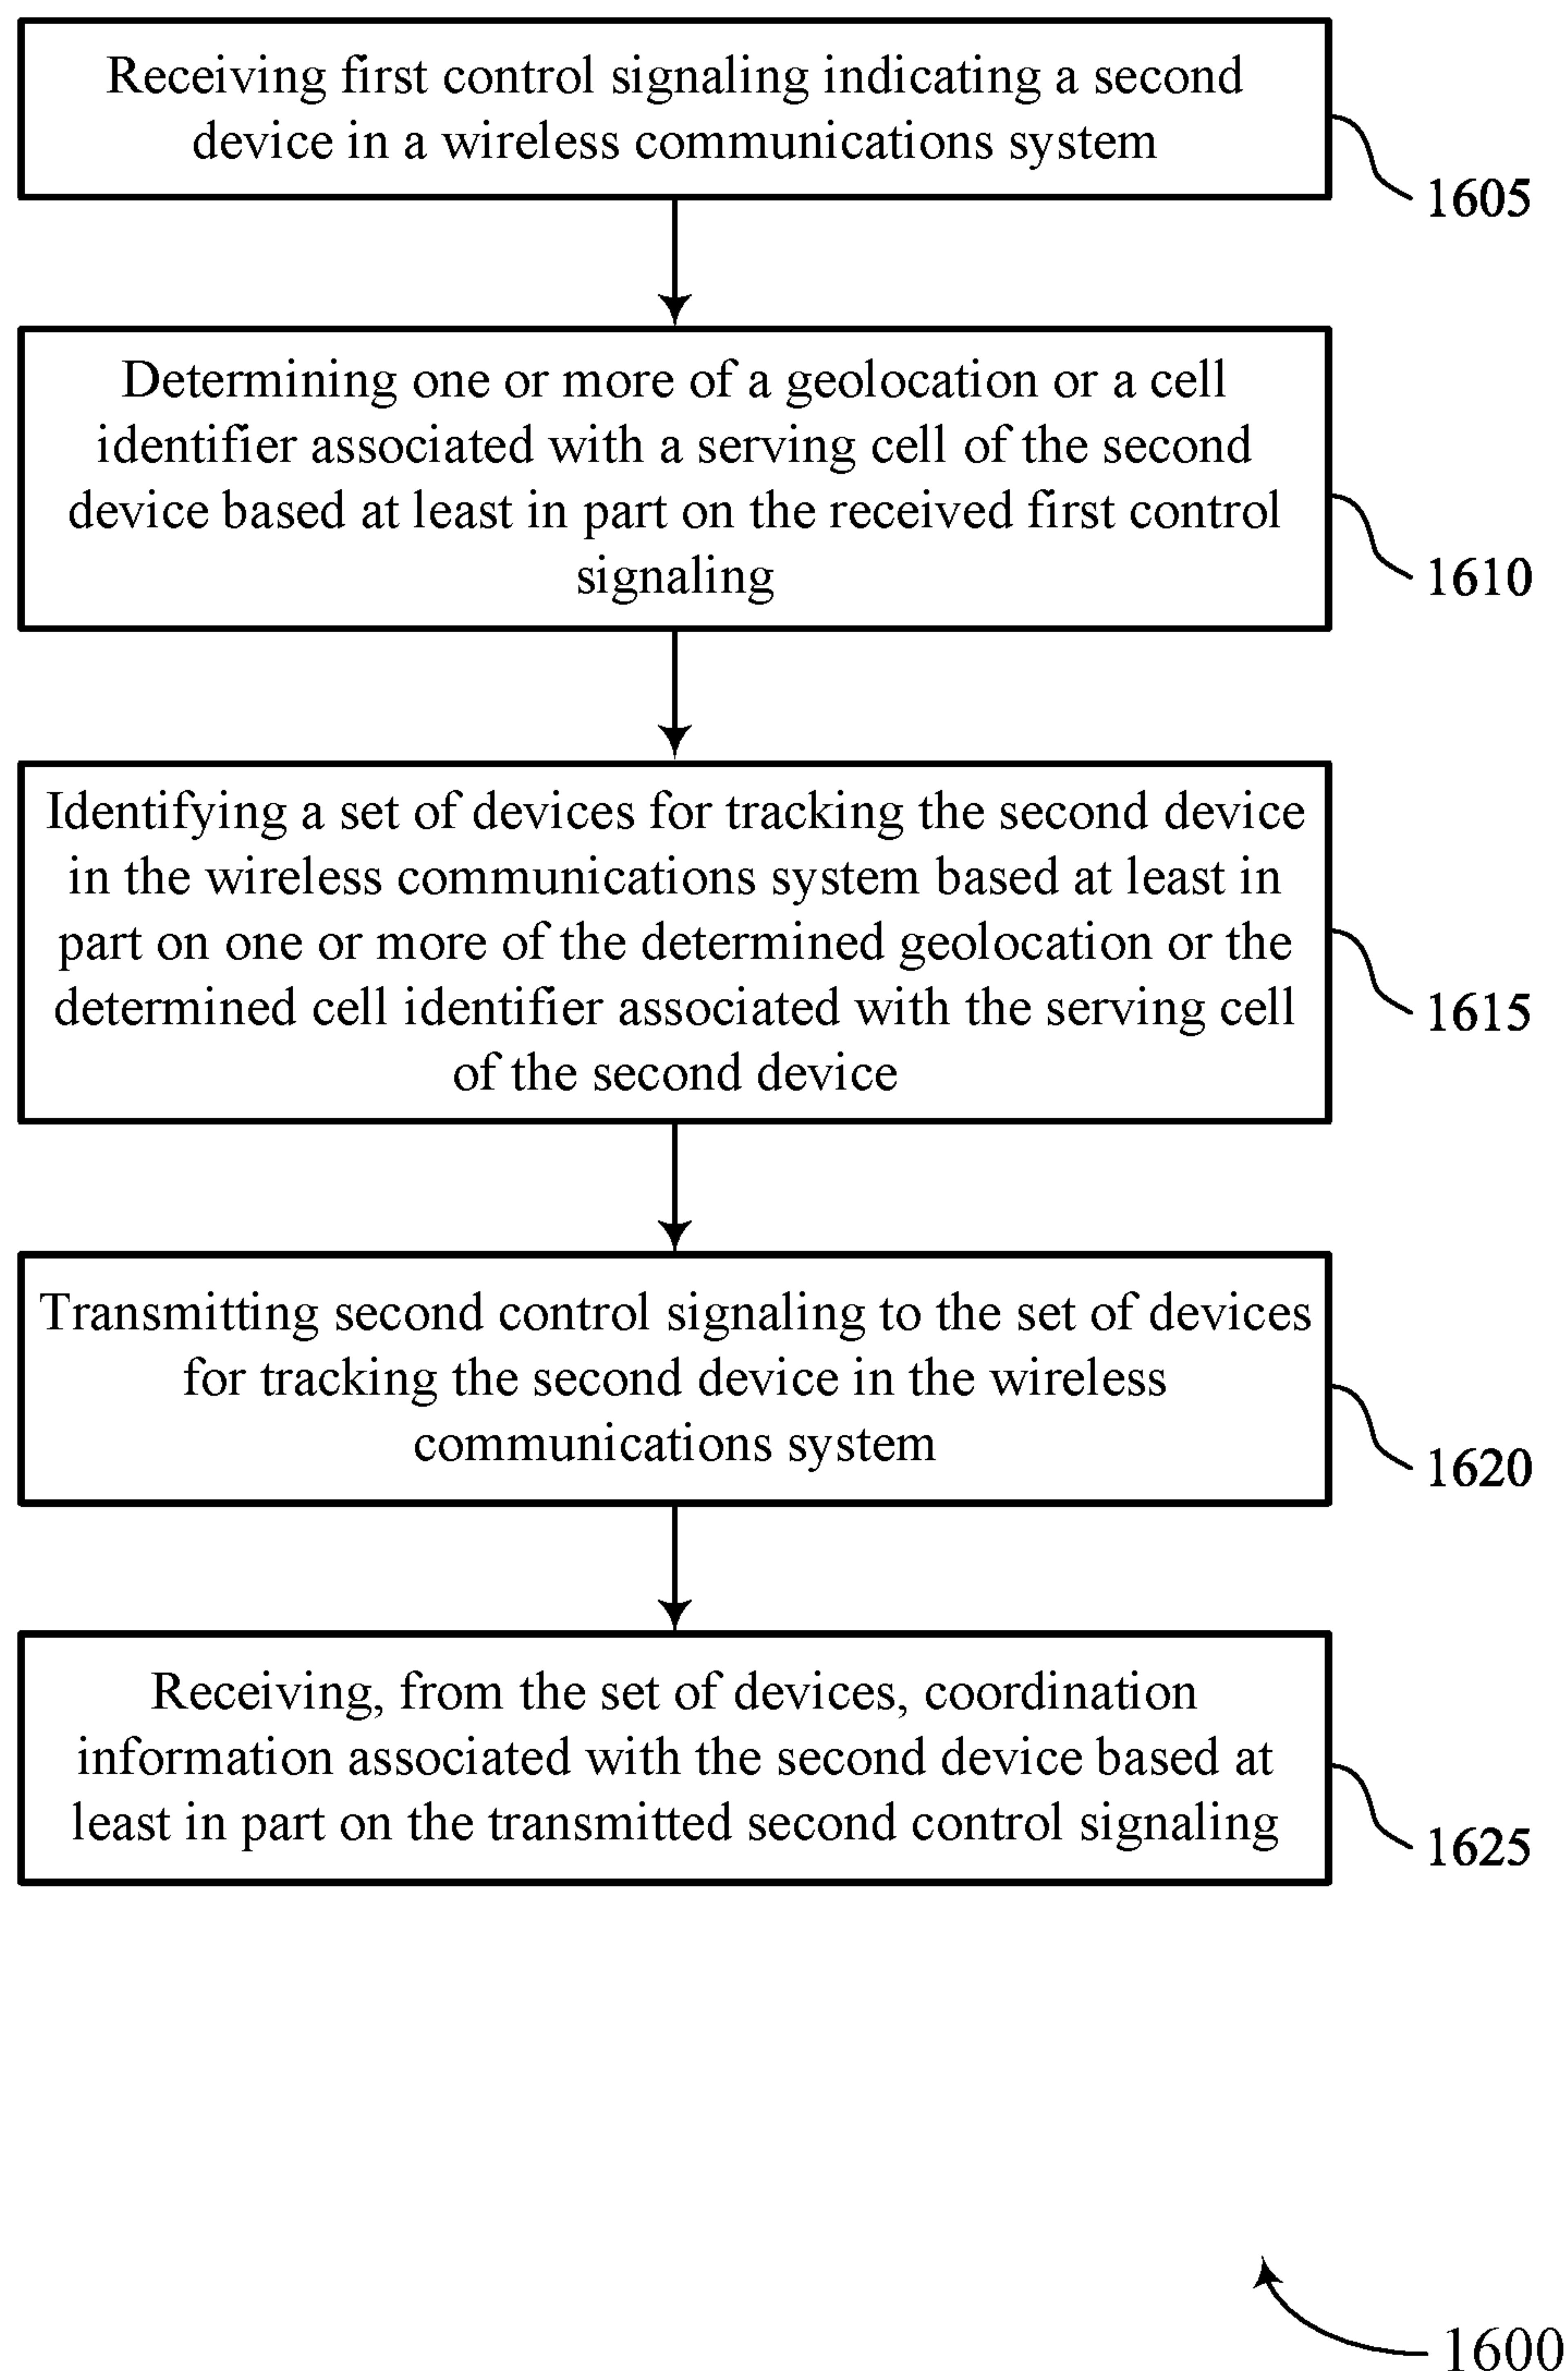 Receiving first control signaling indicating a second
device in a wireless communications system
1605
Determining one or more of a geolocation or a cell
identifier associated with a serving cell of the second
device based at least in part on the received first control
signaling
1610
Identifying a set of devices for tracking the second device
in the wireless communications system based at least in
part on one or more of the determined geolocation or the
determined cell identifier associated with the serving cell
of the second device
1615
Transmitting second control signaling to the set of devices
for tracking the second device in the wireless
communications system
1620
Receiving, from the set of devices, coordination
information associated with the second device based at
least in part on the transmitted second control signaling
1625
1600